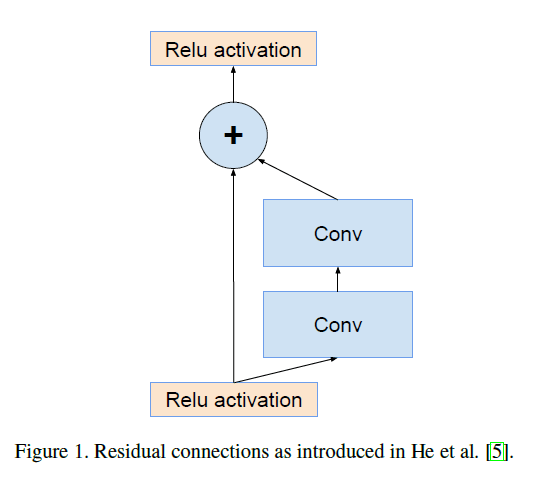 Relu activation
+
Conv
Conv
Relu activation
Figure 1. Residual connections as introduced in He et al. [5].